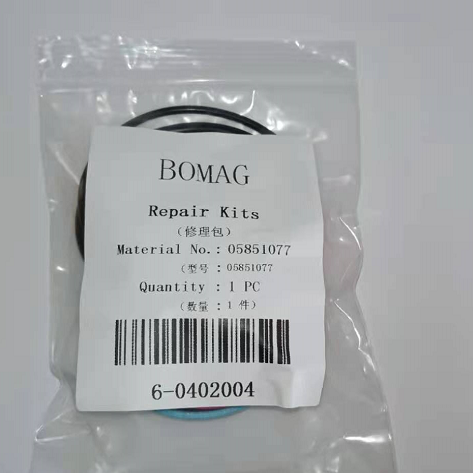 BOMAG
Repair Kits
（修理包）
Material No.: 05851077
（型号 : 05851077
Quantity : 1 PC
（数量 : 1 件）
6-0402004